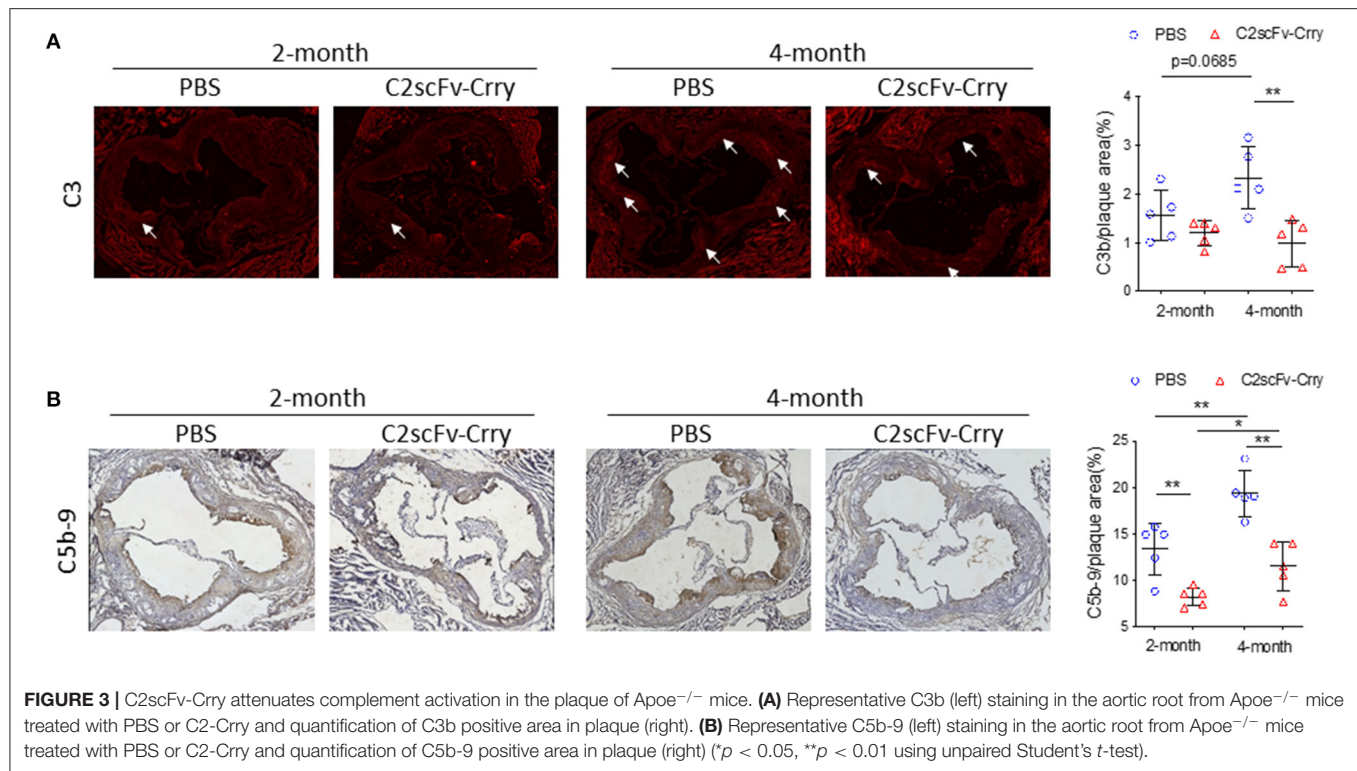 A
2-month
4-month
PBS
C2scFv-Crry
PBS
C2scFv-Crry
C3
PBS C2scFv-Crry
p=0.0685
**
C3b/plaque area(%)
4
3
2
1
0
2-month 4-month
B
2-month
4-month
PBS
C2scFv-Crry
PBS
C2scFv-Crry
C5b-9
PBS C2scFv-Crry
**
*
**
**
C5b-9/plaque area(%)
25
20
15
10
5
2-month 4-month
FIGURE 3 | C2scFv-Crry attenuates complement activation in the plaque of Apoe−/− mice. (A) Representative C3b (left) staining in the aortic root from Apoe−/− mice
treated with PBS or C2-Crry and quantification of C3b positive area in plaque (right). (B) Representative C5b-9 (left) staining in the aortic root from Apoe−/− mice
treated with PBS or C2-Crry and quantification of C5b-9 positive area in plaque (right) (*p < 0.05, **p < 0.01 using unpaired Student's t-test).